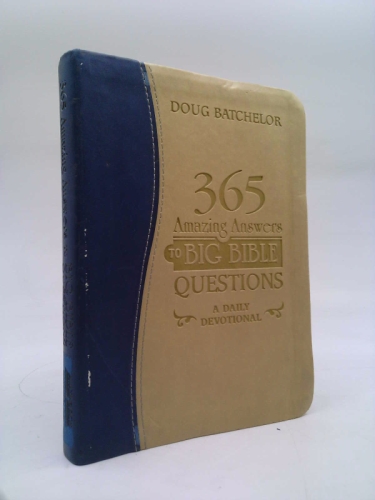 DOUG BATCHELOR
365
Amazing Answers
TO BIG BIBLE
QUESTIONS
A DAILY
DEVOTIONAL